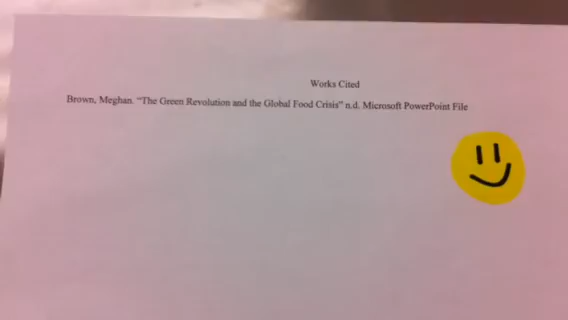 Works Cited
Brown, Meghan. "The Green Revolution and the Global Food Crisis" n.d. Microsoft PowerPoint File